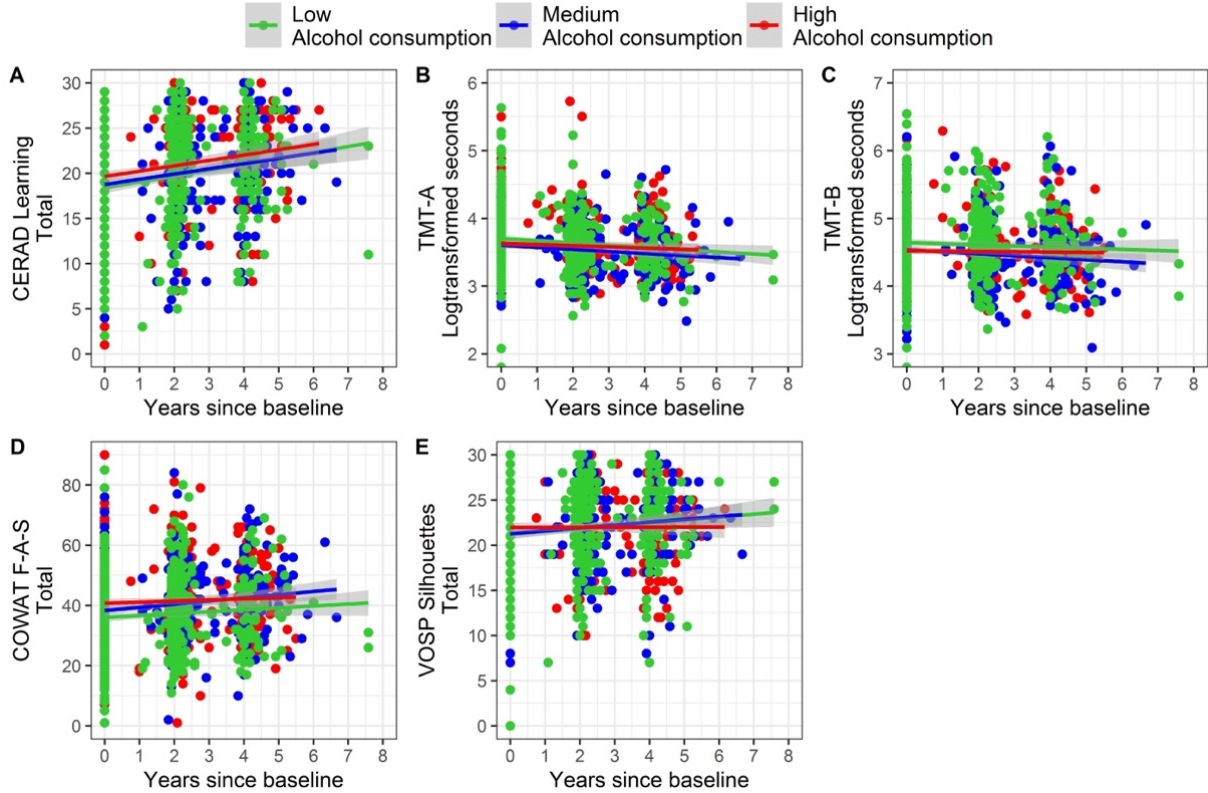 Low
Alcohol consumption
Medium
Alcohol consumption
High
Alcohol consumption
A
CERAD Learning
Total
30
25
20
15
10
5
0
0 1 2 3 4 5 6 7 8
Years since baseline
B
TMT-A
Logtransformed seconds
6
5
4
3
2
0 1 2 3 4 5 6 7 8
Years since baseline
C
TMT-B
Logtransformed seconds
7
6
5
4
3
0 1 2 3 4 5 6 7 8
Years since baseline
D
COWAT F-A-S
Total
80
60
40
20
0
0 1 2 3 4 5 6 7 8
Years since baseline
E
VOSP Silhouettes
Total
30
25
20
15
10
5
0
0 1 2 3 4 5 6 7 8
Years since baseline